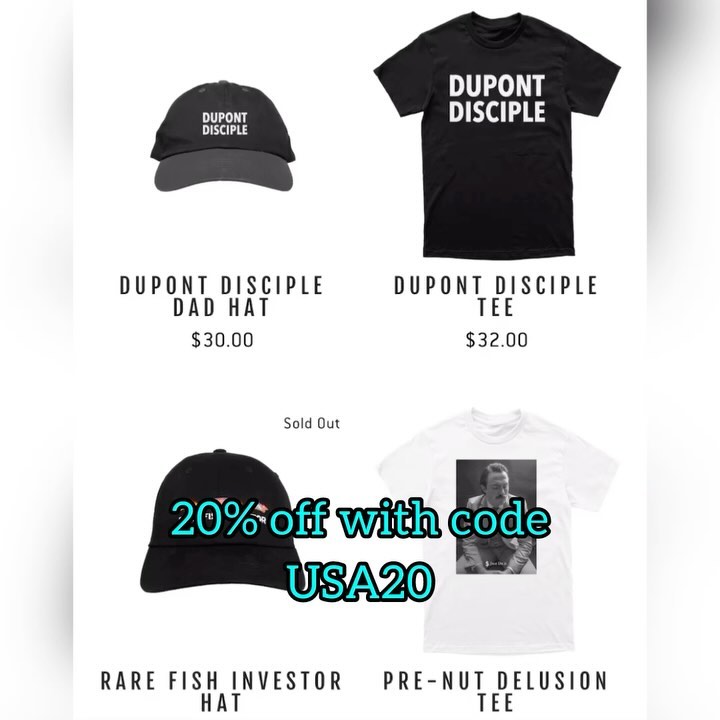 DUPONT
DISCIPLE
DUPONT
DISCIPLE
DUPONT DISCIPLE
DAD HAT
$30.00
DUPONT DISCIPLE
TEE
$32.00
Sold Out
20% off with code
USA20
RARE FISH INVESTOR
HAT
PRE-NUT DELUSION
TEE